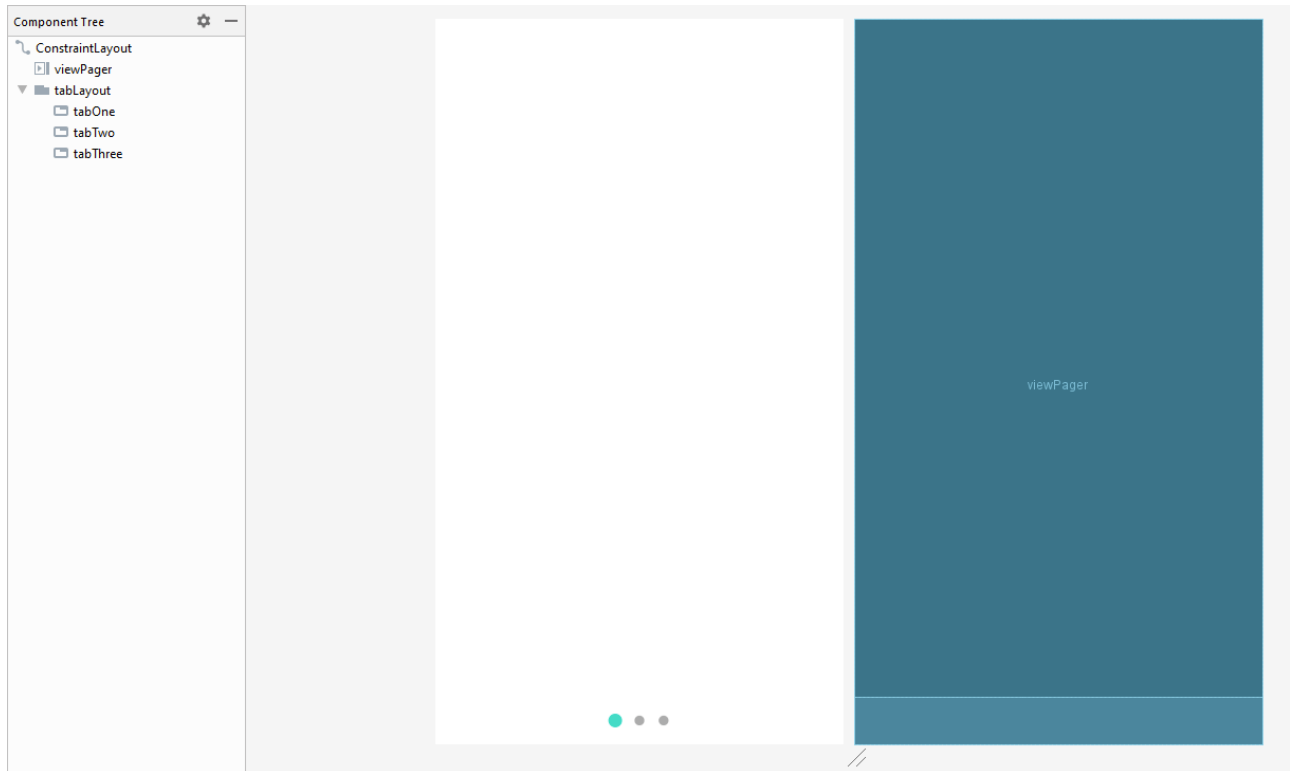 Component Tree
ConstraintLayout
viewPager
tabLayout
tabOne
tabTwo
tabThree
viewPager